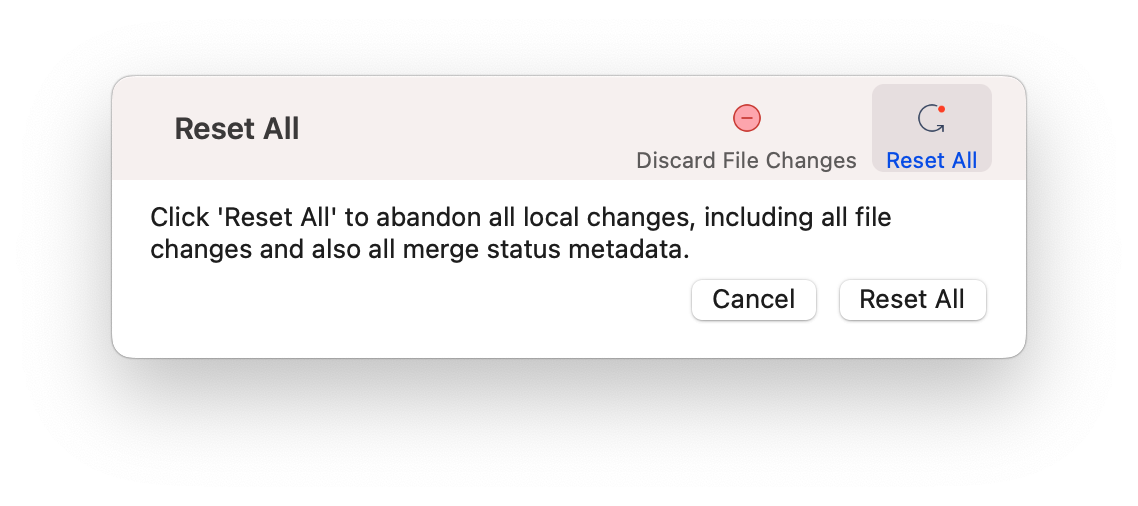 Reset All
Discard File Changes
Reset All
Click 'Reset All' to abandon all local changes, including all file
changes and also all merge status metadata.
Cancel
Reset All